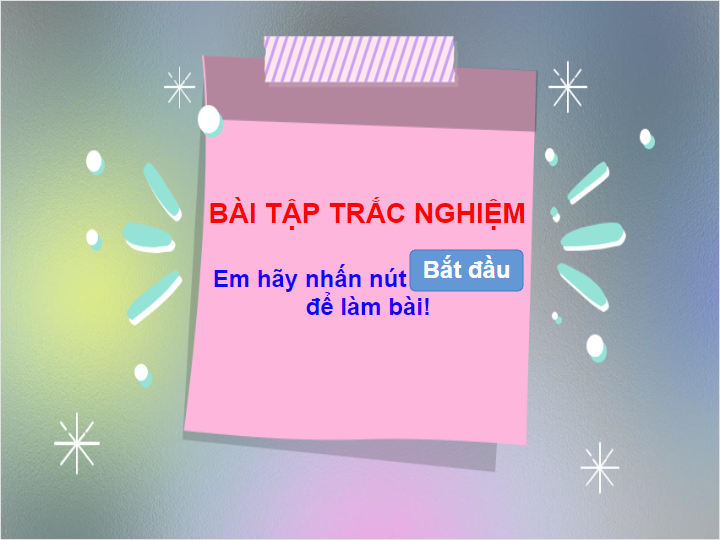 BÀI TẬP TRẮC NGHIỆM
Em hãy nhấn nút Bắt đầu
để làm bài!